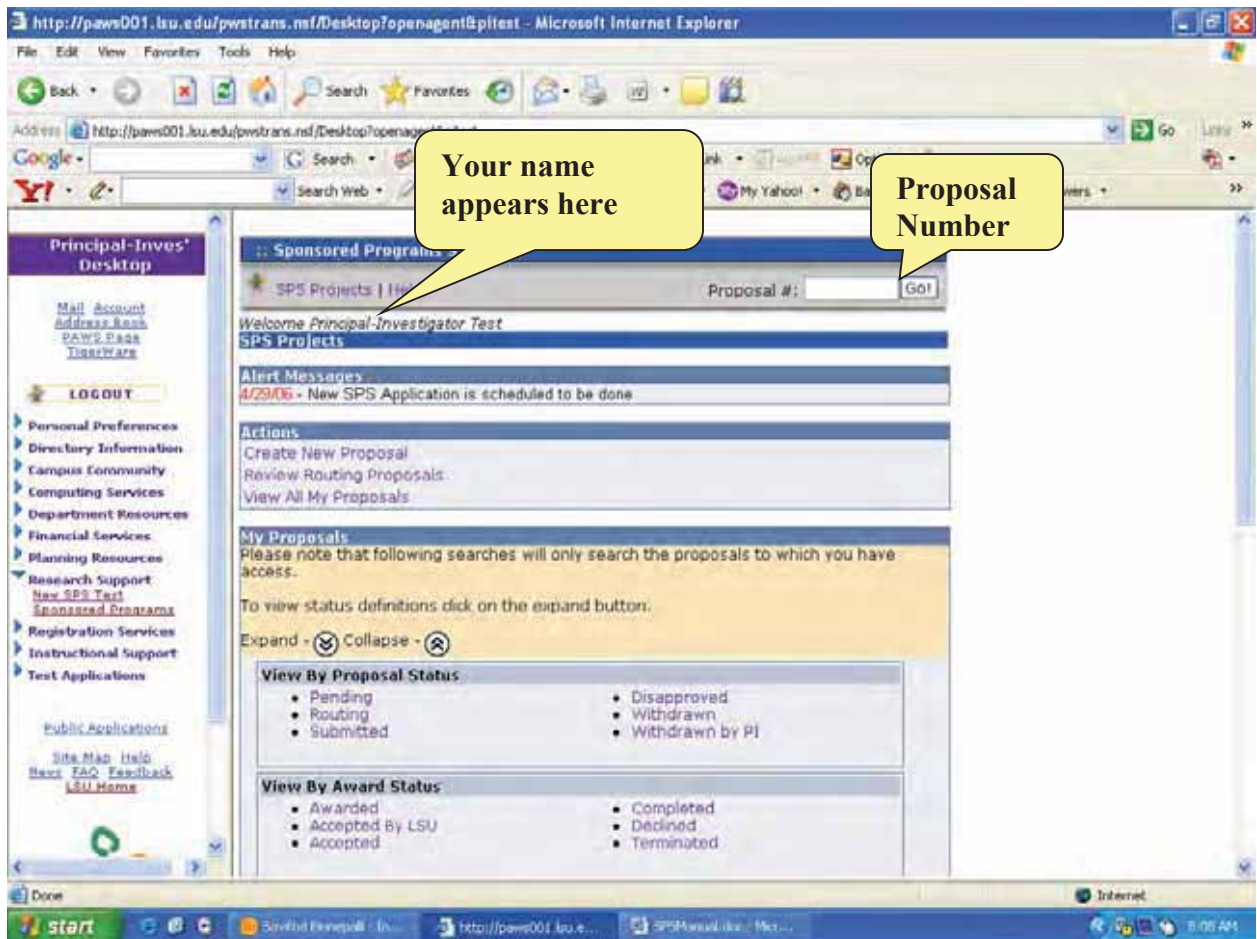 http://paws001.lsu.edu/pwstrans.nsf/Desktop?openagent&pitest - Microsoft Internet Explorer
File Edit View Favorites Tools Help
Back Search Favorites
Address http://paws001.lsu.edu/pwstrans.nsf/Desktop?openagent Go Links »
Google Search
Y! Search Web My Yahoo! »
Your name
appears here
Proposal
Number
Principal-Inves'
Desktop
Mail Account
Address Book
PAWS Page
TigerWare
LOGOUT
Personal Preferences
Directory Information
Campus Community
Computing Services
Department Resources
Financial Services
Planning Resources
Research Support
New SPS Test
Sponsored Programs
Registration Services
Instructional Support
Test Applications
Public Applications
Site Map Help
News FAQ Feedback
LSU Home
:: Sponsored Programs S
SPS Projects | Hel
Proposal #: Go!
Welcome Principal-Investigator Test
SPS Projects
Alert Messages
4/29/06 - New SPS Application is scheduled to be done
Actions
Create New Proposal
Review Routing Proposals
View All My Proposals
My Proposals
Please note that following searches will only search the proposals to which you have
access.
To view status definitions click on the expand button.
Expand - Collapse -
View By Proposal Status
• Pending • Disapproved
• Routing • Withdrawn
• Submitted • Withdrawn by PI
View By Award Status
• Awarded • Completed
• Accepted By LSU • Declined
• Accepted • Terminated
Done Internet
start http://paws001.lsu.e... SPSManual.doc - Micr... AM